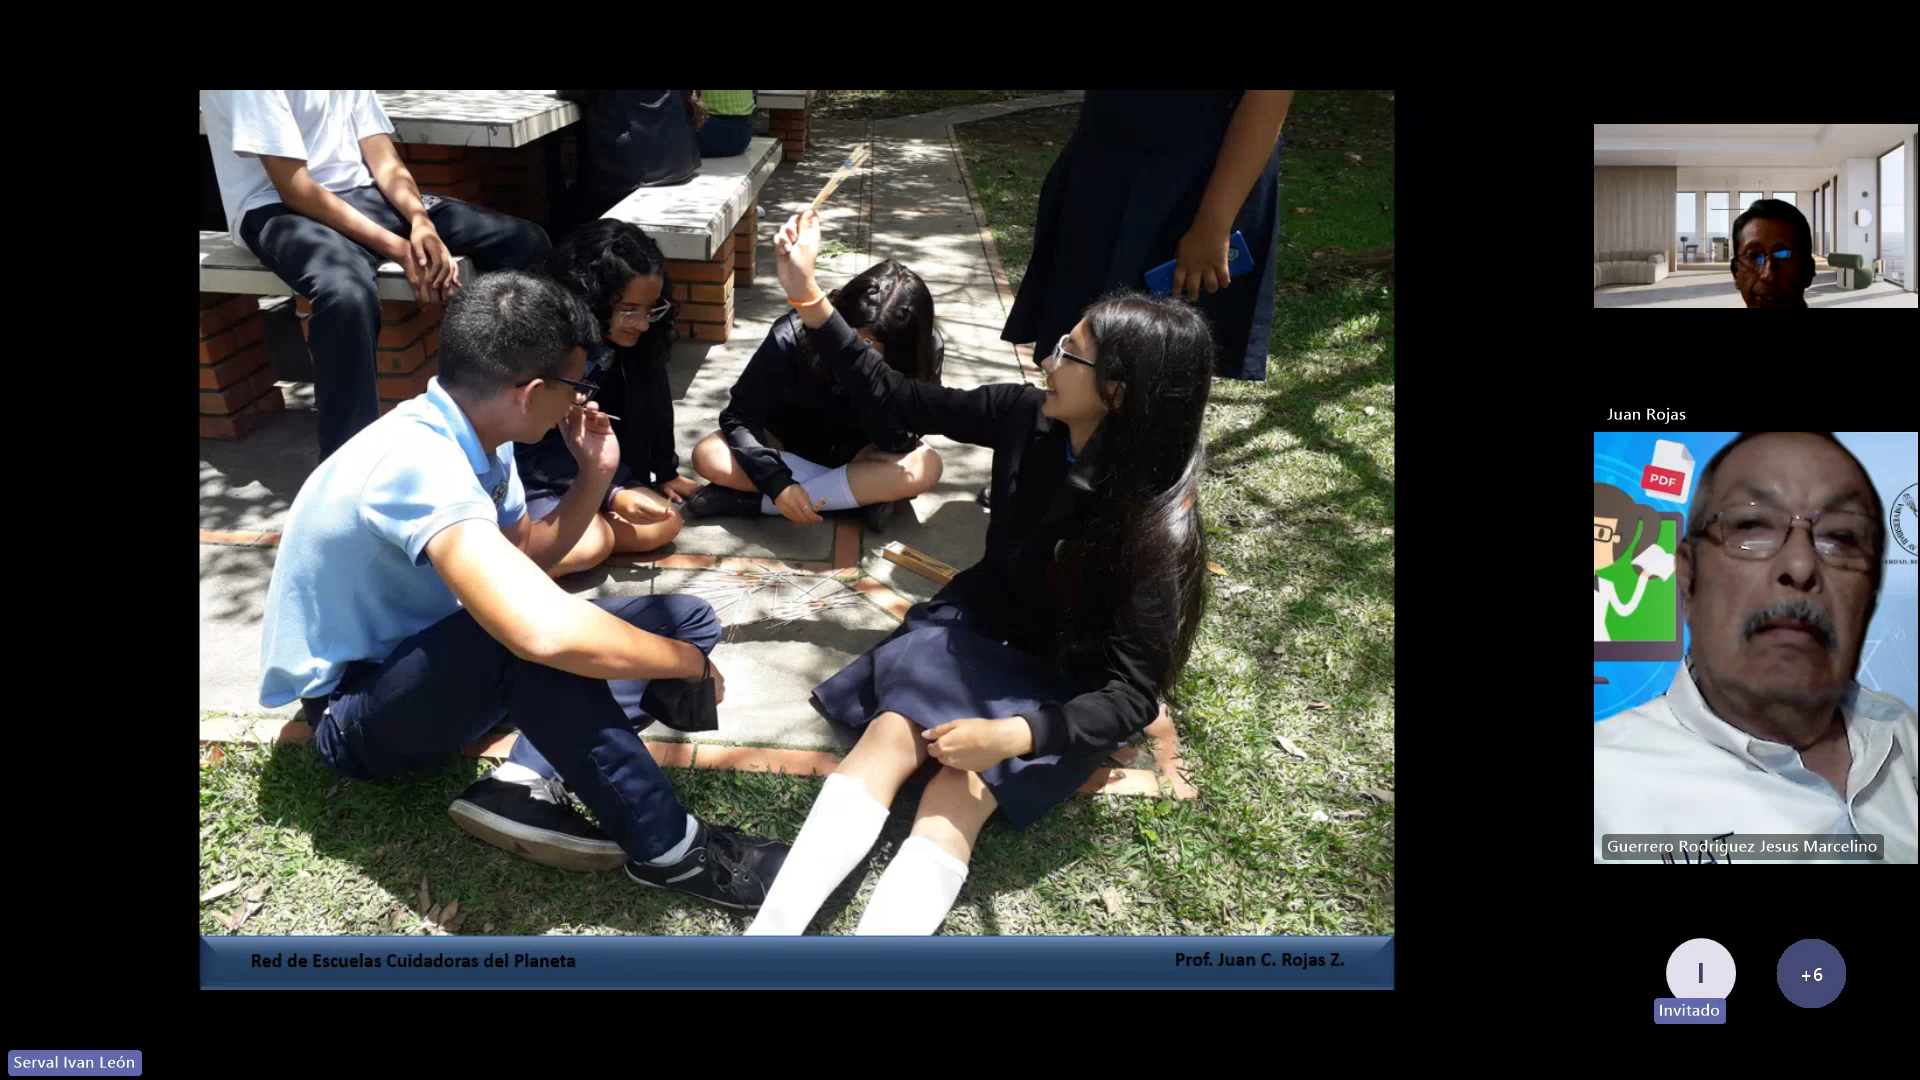 Juan Rojas
PDF
Guerrero Rodriguez Jesus Marcelino
Red de Escuelas Cuidadoras del Planeta
Prof. Juan C. Rojas Z.
I
+6
Invitado
Serval Ivan León